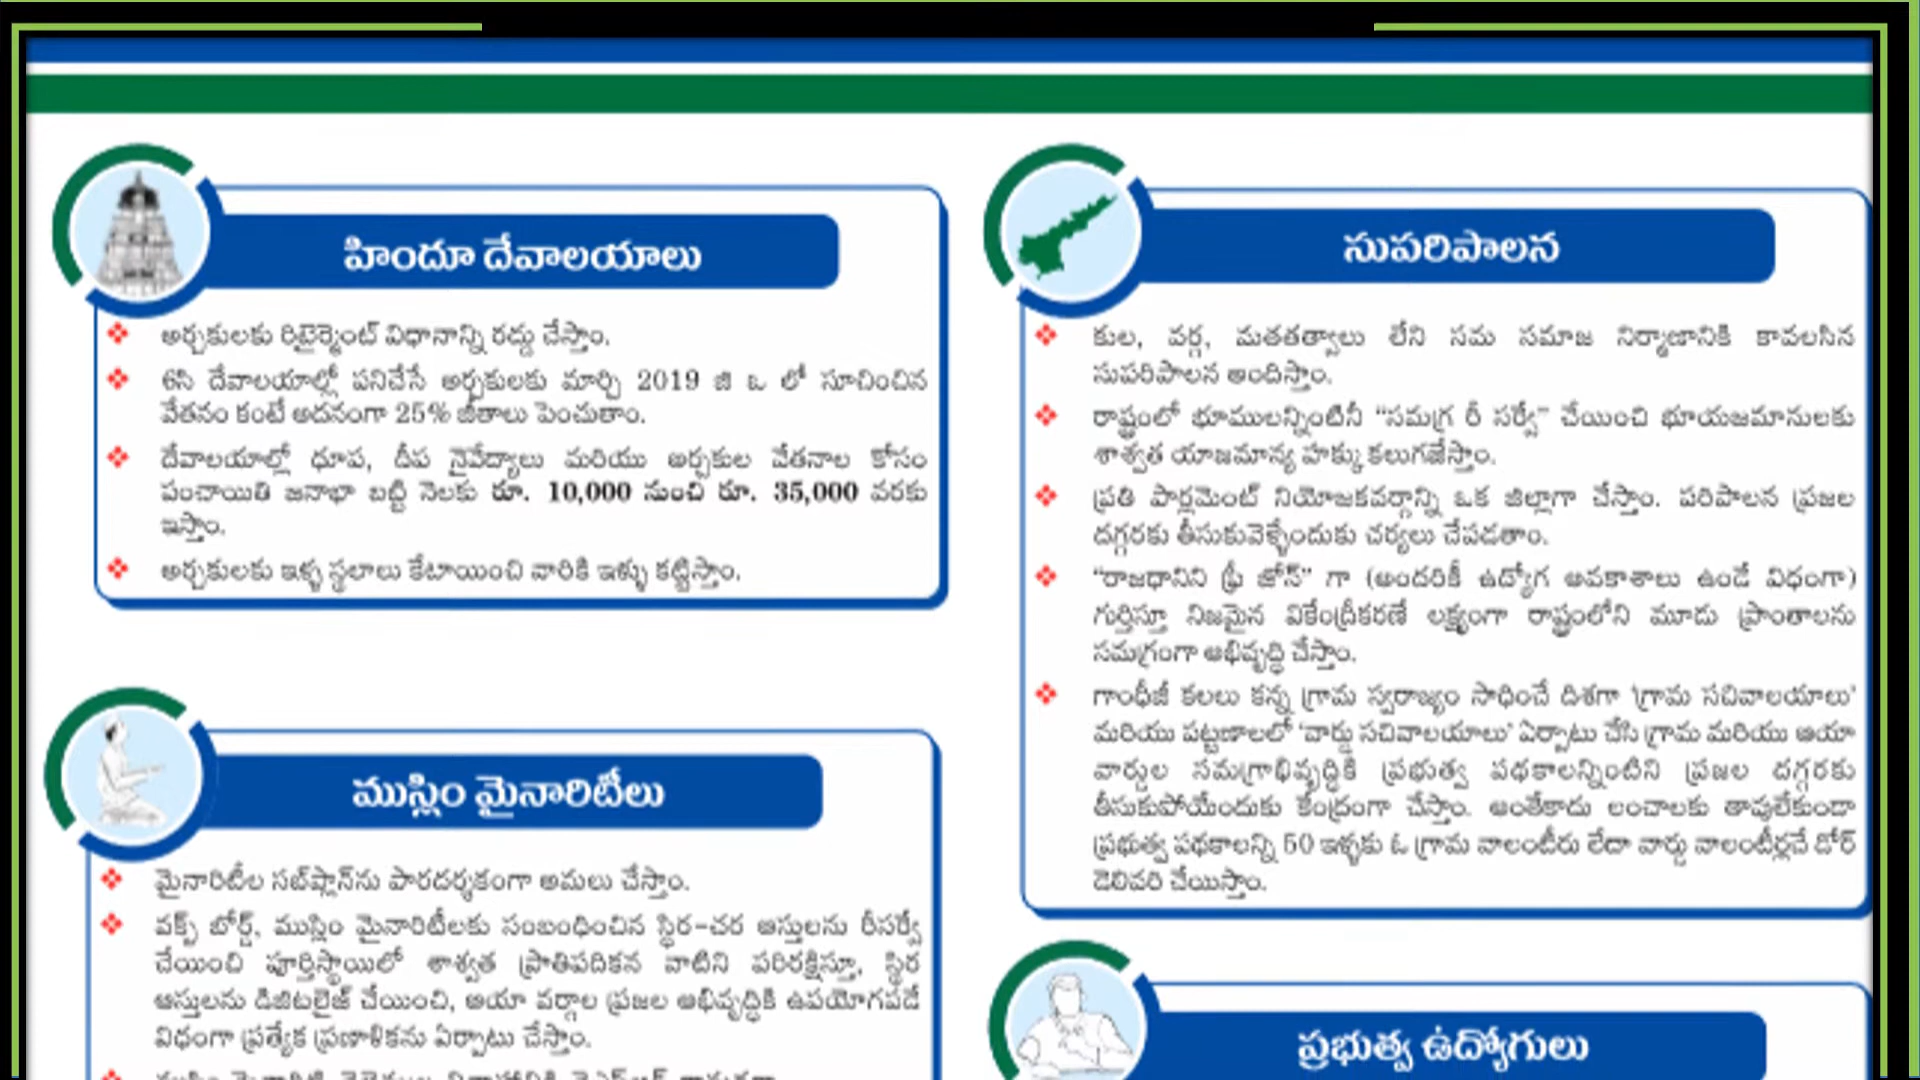 హిందూ దేవాలయాలు
అర్చకులకు రిటైర్మెంట్ విధానాన్ని రద్దు చేస్తాం.
6సి దేవాలయాల్లో పనిచేసే అర్చకులకు మార్చి 2019 జి ఒ లో సూచించిన
వేతనం కంటే అదనంగా 25% జీతాలు పెంచుతాం.
దేవాలయాల్లో ధూప, దీప నైవేద్యాలు మరియు అర్చకుల వేతనాల కోసం
పంచాయితి జనాభా బట్టి నెలకు రూ. 10,000 నుంచి రూ. 35,000 వరకు
ఇస్తాం.
అర్చకులకు ఇళ్ళ స్థలాలు కేటాయించి వారికి ఇళ్ళు కట్టిస్తాం.
ముస్లిం మైనారిటీలు
మైనారిటీల సబ్‌ప్లాన్‌ను పారదర్శకంగా అమలు చేస్తాం.
వక్ఫ్ బోర్డ్, ముస్లిం మైనారిటీలకు సంబంధించిన స్థిర-చర ఆస్తులను రీసర్వే
చేయించి పూర్తిస్థాయిలో శాశ్వత ప్రాతిపదికన వాటిని పరిరక్షిస్తూ, స్థిర
ఆస్తులను డిజిటలైజ్ చేయించి, ఆయా వర్గాల ప్రజల అభివృద్ధికి ఉపయోగపడే
విధంగా ప్రత్యేక ప్రణాళికను ఏర్పాటు చేస్తాం.
సుపరిపాలన
కుల, వర్గ, మతతత్వాలు లేని సమ సమాజ నిర్మాణానికి కావలసిన
సుపరిపాలన అందిస్తాం.
రాష్ట్రంలో భూములన్నింటినీ “సమగ్ర రీ సర్వే” చేయించి భూయజమానులకు
శాశ్వత యాజమాన్య హక్కు కలుగజేస్తాం.
ప్రతి పార్లమెంట్ నియోజకవర్గాన్ని ఒక జిల్లాగా చేస్తాం. పరిపాలన ప్రజల
దగ్గరకు తీసుకువెళ్ళేందుకు చర్యలు చేపడతాం.
“రాజధానిని ఫ్రీ జోన్” గా (అందరికీ ఉద్యోగ అవకాశాలు ఉండే విధంగా)
గుర్తిస్తూ నిజమైన వికేంద్రీకరణే లక్ష్యంగా రాష్ట్రంలోని మూడు ప్రాంతాలను
సమగ్రంగా అభివృద్ధి చేస్తాం.
గాంధీజీ కలలు కన్న గ్రామ స్వరాజ్యం సాధించే దిశగా ‘గ్రామ సచివాలయాలు’
మరియు పట్టణాలలో ‘వార్డు సచివాలయాలు’ ఏర్పాటు చేసి గ్రామ మరియు ఆయా
వార్డుల సమగ్రాభివృద్ధికి ప్రభుత్వ పథకాలన్నింటిని ప్రజల దగ్గరకు
తీసుకుపోయేందుకు కేంద్రంగా చేస్తాం. అంతేకాదు లంచాలకు తావులేకుండా
ప్రభుత్వ పథకాలన్ని 50 ఇళ్ళకు ఓ గ్రామ వాలంటీరు లేదా వార్డు వాలంటీర్లచే డోర్
డెలివరి చేయిస్తాం.
ప్రభుత్వ ఉద్యోగులు